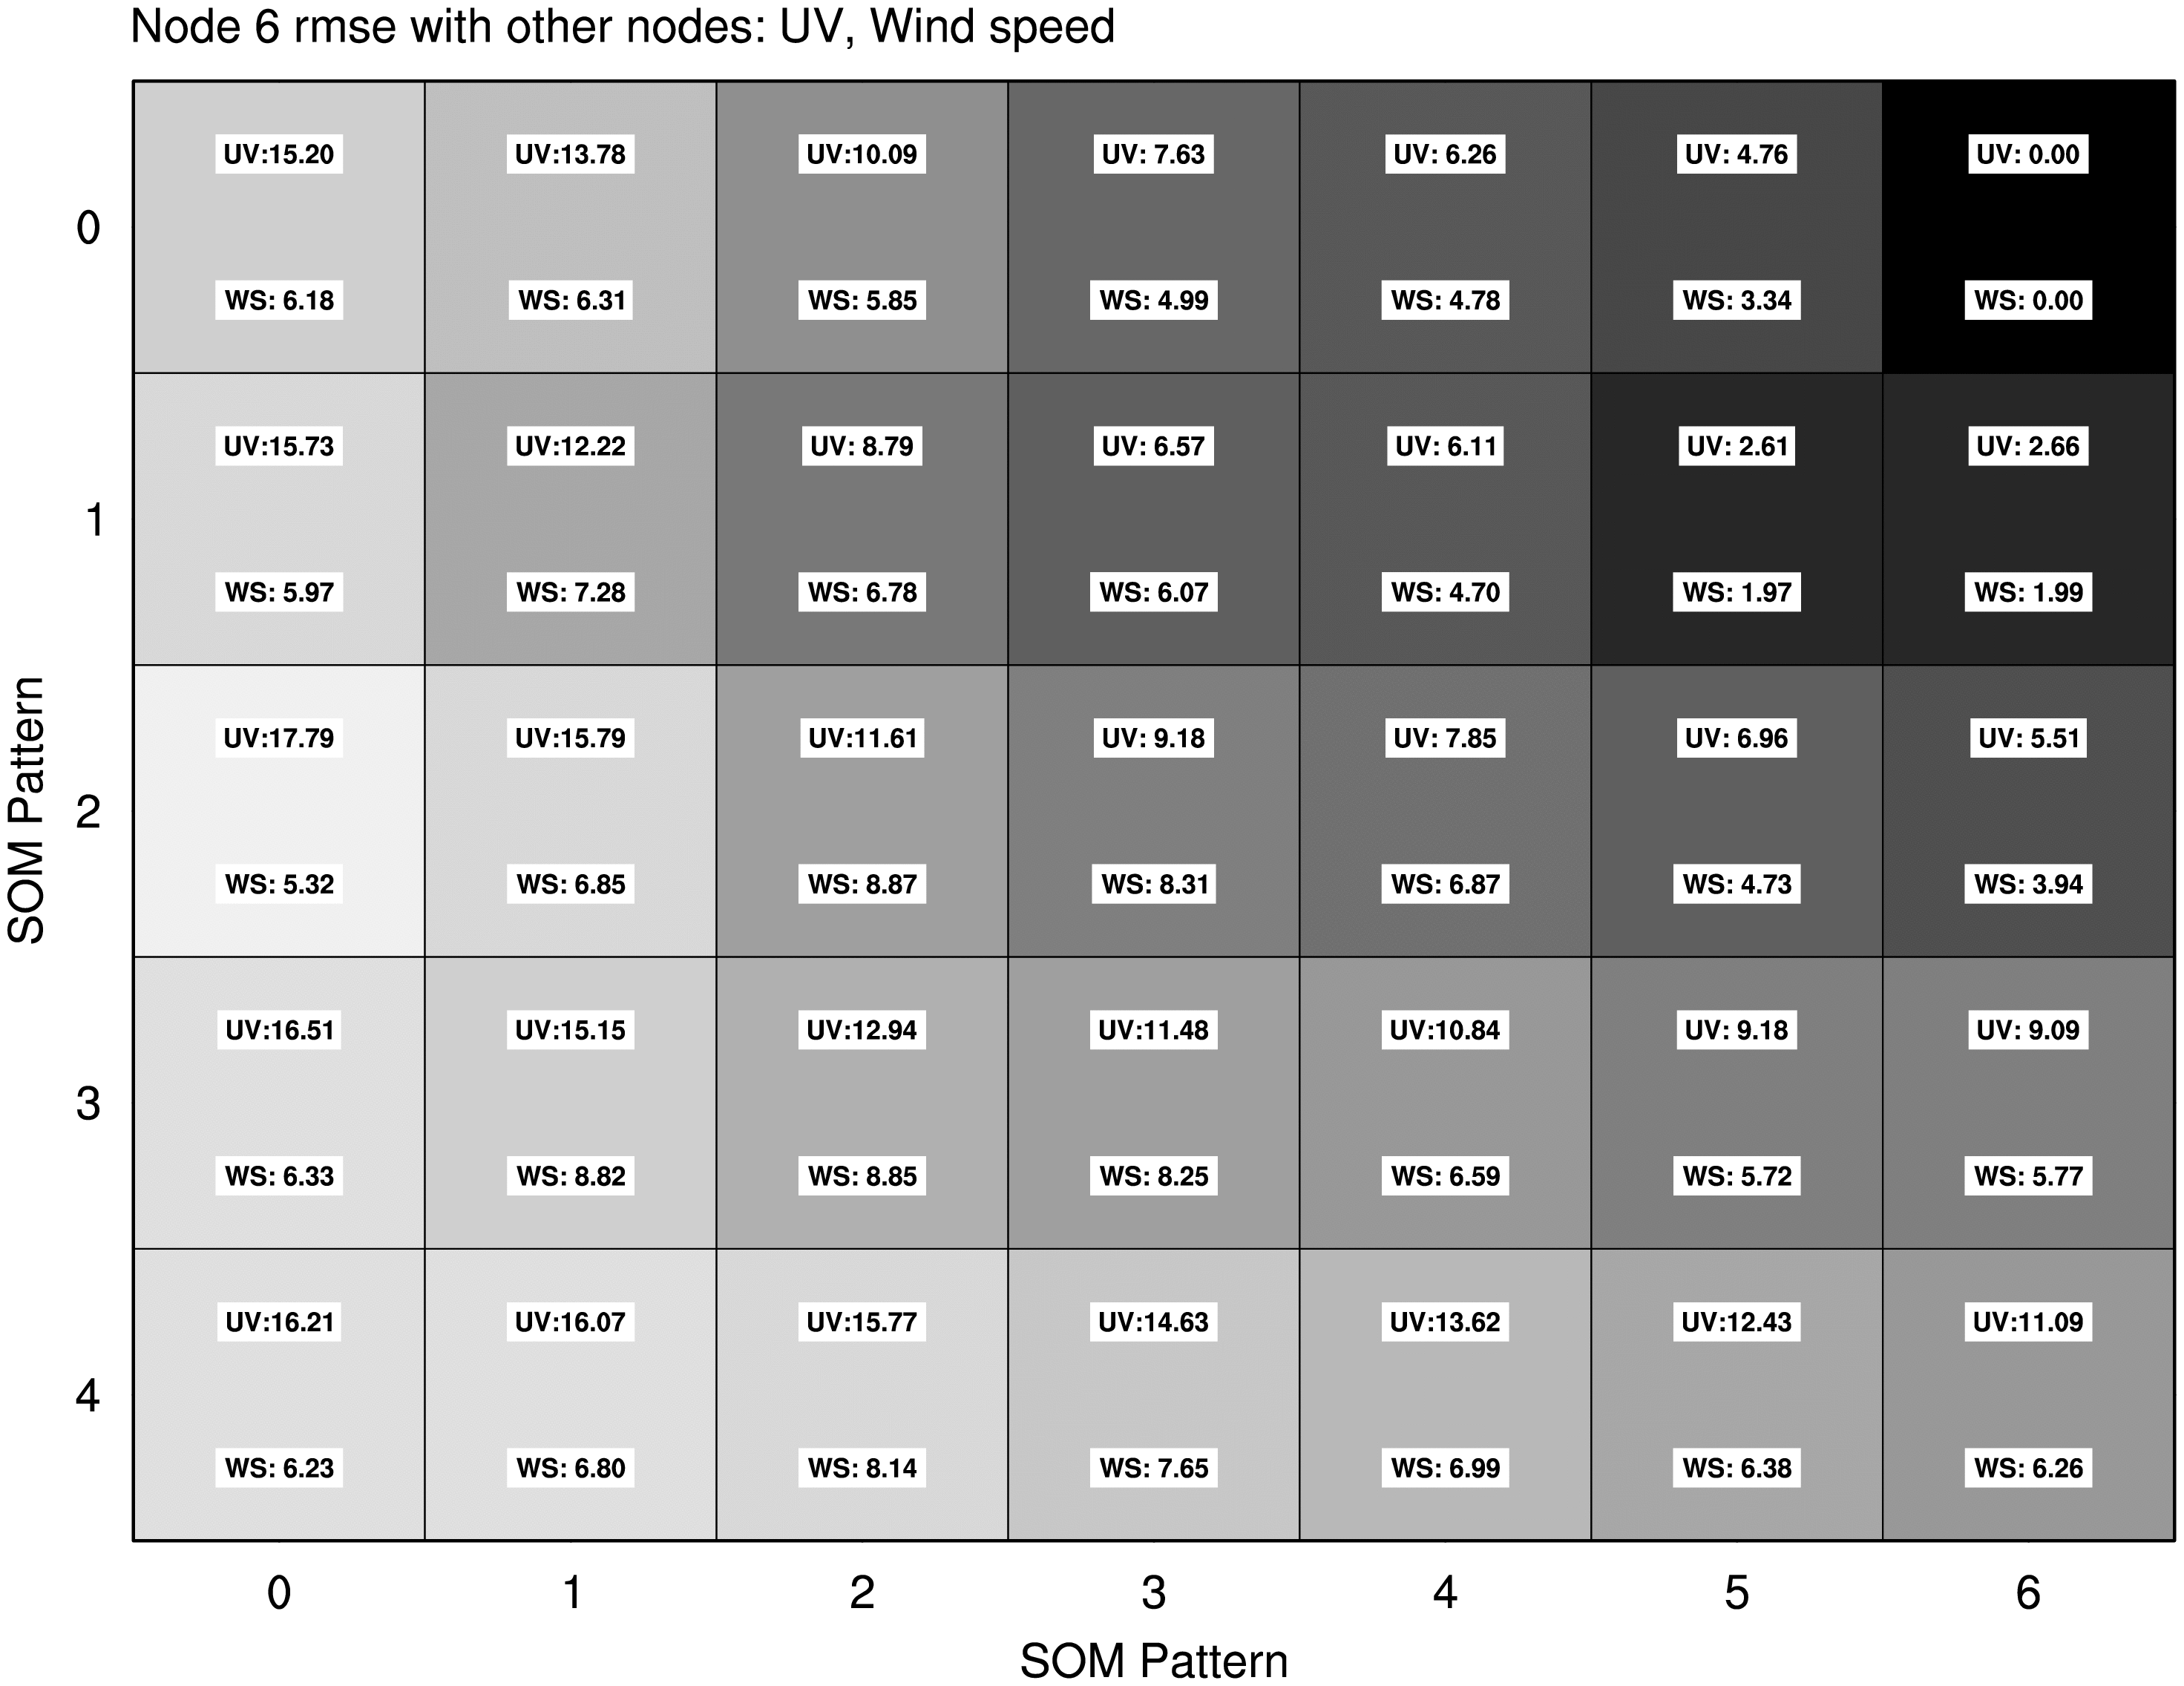 Node 6 rmse with other nodes: UV, Wind speed
UV:15.20 UV:13.78 UV:10.09 UV: 7.63 UV: 6.26 UV: 4.76 UV: 0.00
0
WS: 6.18 WS: 6.31 WS: 5.85 WS: 4.99 WS: 4.78 WS: 3.34 WS: 0.00
UV:15.73 UV:12.22 UV: 8.79 UV: 6.57 UV: 6.11 UV: 2.61 UV: 2.66
1
WS: 5.97 WS: 7.28 WS: 6.78 WS: 6.07 WS: 4.70 WS: 1.97 WS: 1.99
UV:17.79 UV:15.79 UV:11.61 UV: 9.18 UV: 7.85 UV: 6.96 UV: 5.51
2
WS: 5.32 WS: 6.85 WS: 8.87 WS: 8.31 WS: 6.87 WS: 4.73 WS: 3.94
SOM Pattern
UV:16.51 UV:15.15 UV:12.94 UV:11.48 UV:10.84 UV: 9.18 UV: 9.09
3
WS: 6.33 WS: 8.82 WS: 8.85 WS: 8.25 WS: 6.59 WS: 5.72 WS: 5.77
UV:16.21 UV:16.07 UV:15.77 UV:14.63 UV:13.62 UV:12.43 UV:11.09
4
WS: 6.23 WS: 6.80 WS: 8.14 WS: 7.65 WS: 6.99 WS: 6.38 WS: 6.26
0 1 2 3 4 5 6
SOM Pattern